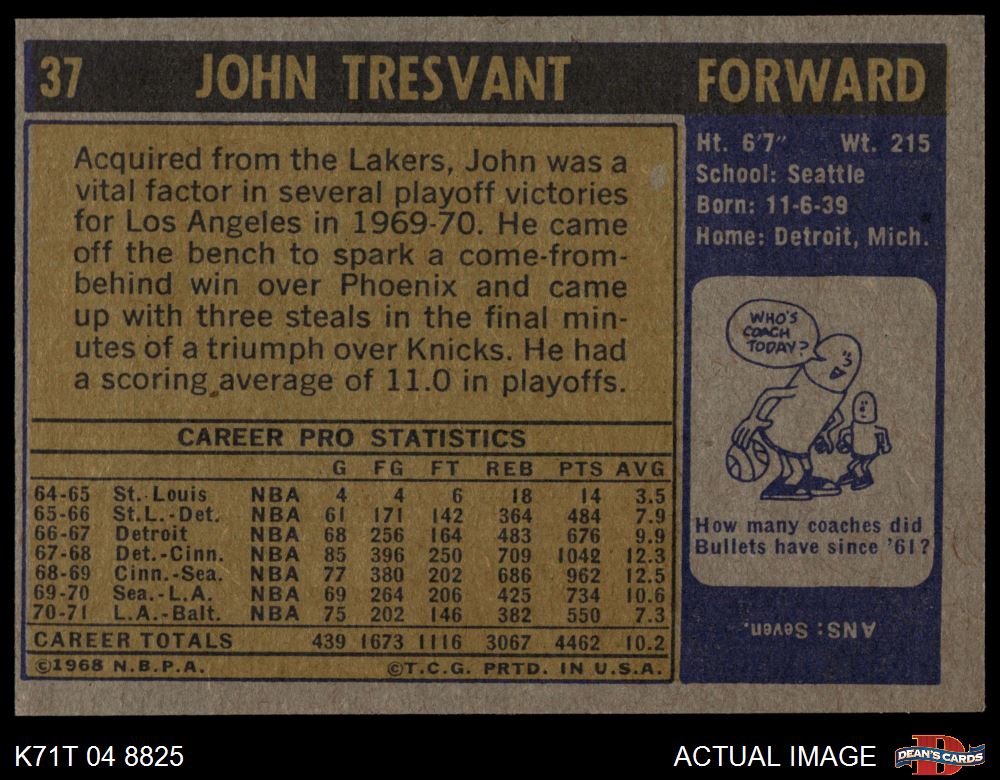 37 JOHN TRESVANT FORWARD
Acquired from the Lakers, John was a
vital factor in several playoff victories
for Los Angeles in 1969-70. He came
off the bench to spark a come-from-
behind win over Phoenix and came
up with three steals in the final min-
utes of a triumph over Knicks. He had
a scoring average of 11.0 in playoffs.
CAREER PRO STATISTICS
G FG FT REB PTS AVG
64-65 St. Louis NBA 4 4 6 18 14 3.5
65-66 St.L.-Det. NBA 61 171 142 364 484 7.9
66-67 Detroit NBA 68 256 164 483 676 9.9
67-68 Det.-Cinn. NBA 85 396 250 709 1042 12.3
68-69 Cinn.-Sea. NBA 77 380 202 686 962 12.5
69-70 Sea.-L.A. NBA 69 264 206 425 734 10.6
70-71 L.A.-Balt. NBA 75 202 146 382 550 7.3
CAREER TOTALS 439 1673 1116 3067 4462 10.2
©1968 N.B.P.A. ©T.C.G. PRTD. IN U.S.A.
Ht. 6'7" Wt. 215
School: Seattle
Born: 11-6-39
Home: Detroit, Mich.
WHO'S
COACH
TODAY?
How many coaches did
Bullets have since '61?
ANS: Seven.
K71T 04 8825
ACTUAL IMAGE
DEAN'S CARDS